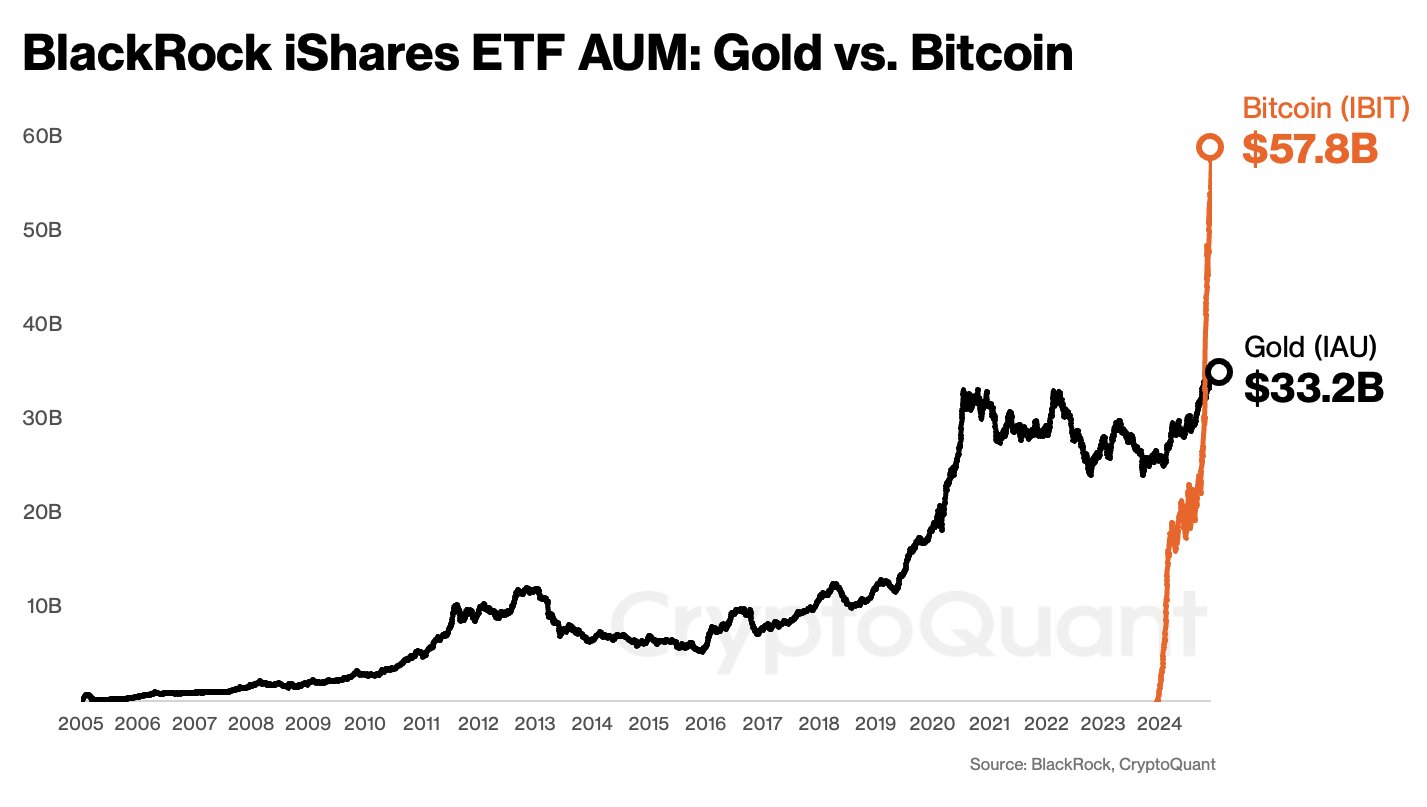 BlackRock iShares ETF AUM: Gold vs. Bitcoin
Bitcoin (IBIT)
$57.8B
60B
50B
40B
Gold (IAU)
$33.2B
30B
20B
10B
CryptoQuant
2005 2006 2007 2008 2009 2010 2011 2012 2013 2014 2015 2016 2017 2018 2019 2020 2021 2022 2023 2024
Source: BlackRock, CryptoQuant